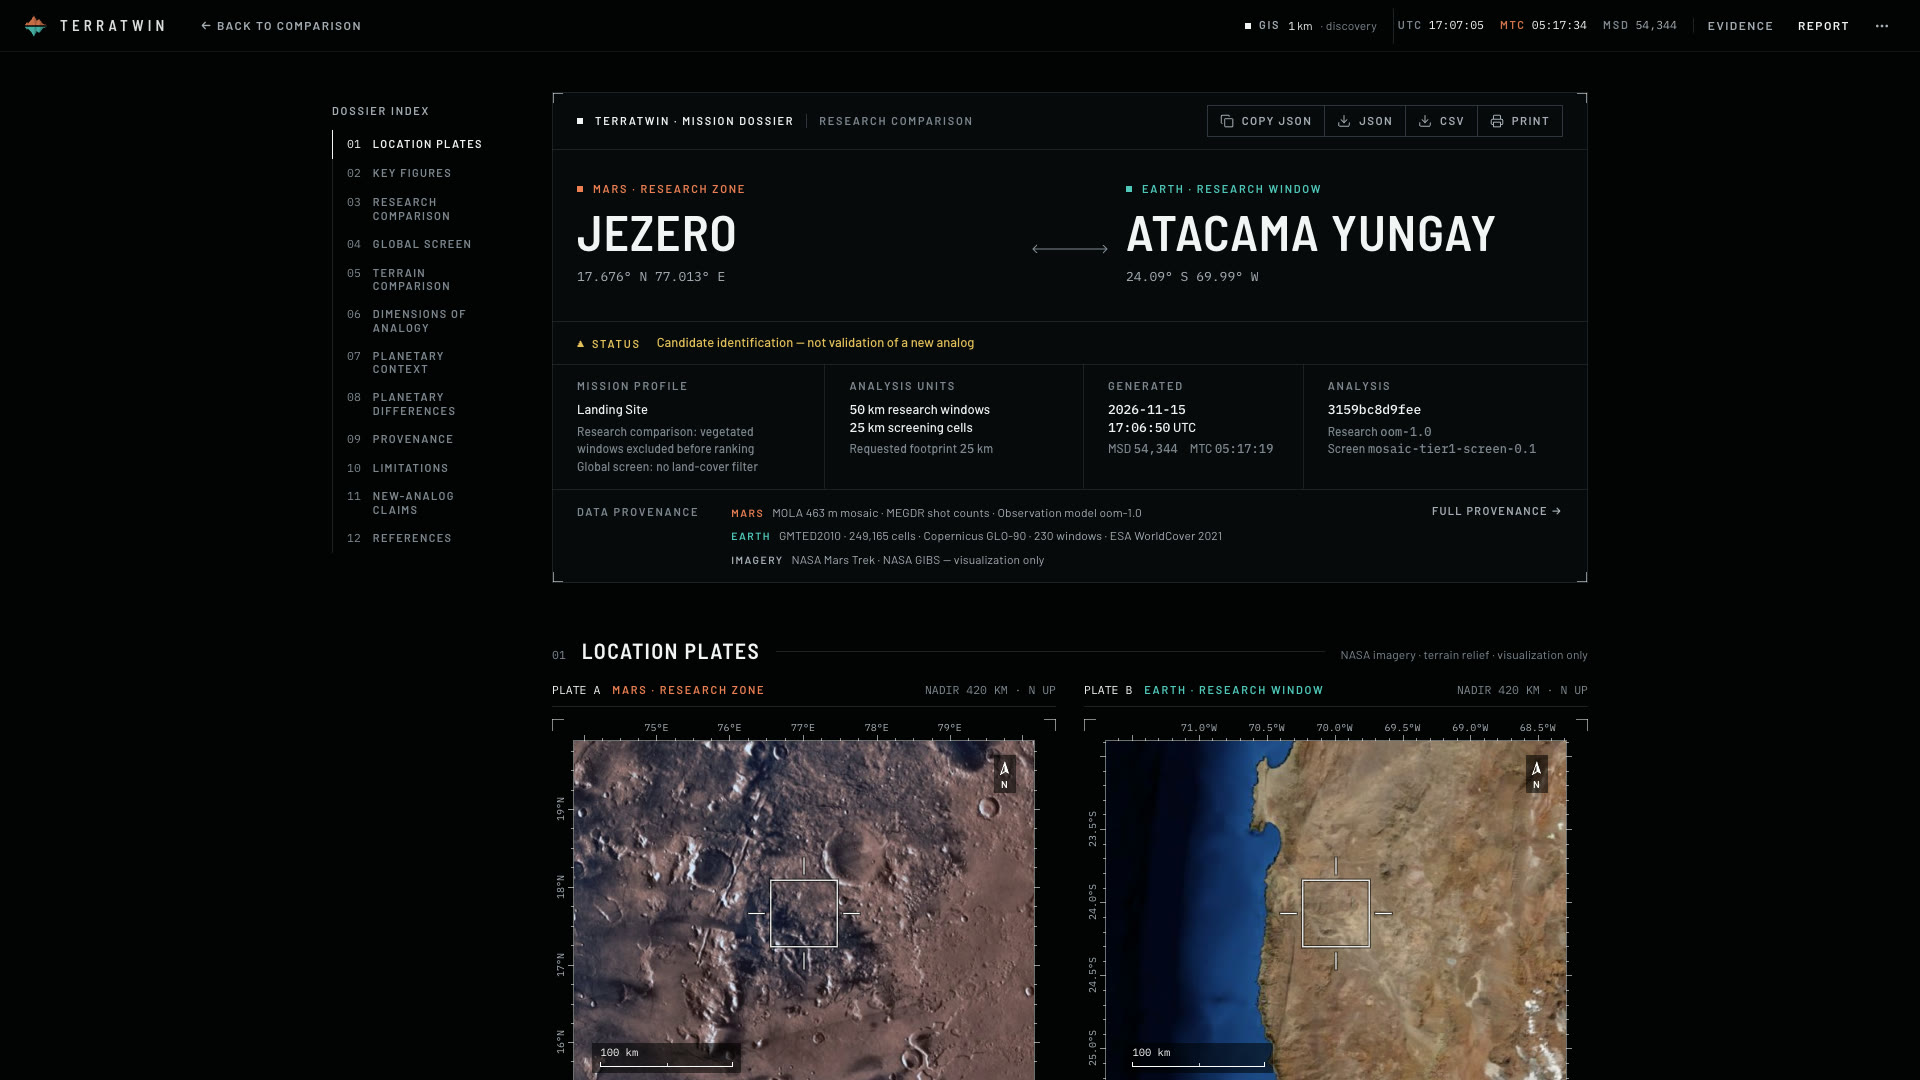 TERRATWIN
← BACK TO COMPARISON
GIS 1 km · discovery
UTC 17:07:05 MTC 05:17:34 MSD 54,344
EVIDENCE
REPORT
DOSSIER INDEX
01 LOCATION PLATES
02 KEY FIGURES
03 RESEARCH
COMPARISON
04 GLOBAL SCREEN
05 TERRAIN
COMPARISON
06 DIMENSIONS OF
ANALOGY
07 PLANETARY
CONTEXT
08 PLANETARY
DIFFERENCES
09 PROVENANCE
10 LIMITATIONS
11 NEW-ANALOG
CLAIMS
12 REFERENCES
TERRATWIN · MISSION DOSSIER
RESEARCH COMPARISON
COPY JSON
JSON
CSV
PRINT
MARS · RESEARCH ZONE
JEZERO
17.676° N 77.013° E
EARTH · RESEARCH WINDOW
ATACAMA YUNGAY
24.09° S 69.99° W
▲ STATUS Candidate identification — not validation of a new analog
MISSION PROFILE
Landing Site
Research comparison: vegetated
windows excluded before ranking
Global screen: no land-cover filter
ANALYSIS UNITS
50 km research windows
25 km screening cells
Requested footprint 25 km
GENERATED
2026-11-15
17:06:50 UTC
MSD 54,344 MTC 05:17:19
ANALYSIS
3159bc8d9fee
Research oom-1.0
Screen mosaic-tier1-screen-0.1
DATA PROVENANCE
MARS MOLA 463 m mosaic · MEGDR shot counts · Observation model oom-1.0
EARTH GMTED2010 · 249,165 cells · Copernicus GLO-90 · 230 windows · ESA WorldCover 2021
IMAGERY NASA Mars Trek · NASA GIBS — visualization only
FULL PROVENANCE →
01 LOCATION PLATES
NASA imagery · terrain relief · visualization only
PLATE A MARS · RESEARCH ZONE
NADIR 420 KM · N UP
75°E 76°E 77°E 78°E 79°E
19°N
18°N
17°N
16°N
N
100 km
PLATE B EARTH · RESEARCH WINDOW
NADIR 420 KM · N UP
71.0°W 70.5°W 70.0°W 69.5°W 69.0°W 68.5°W
23.5°S
24.0°S
24.5°S
25.0°S
N
100 km